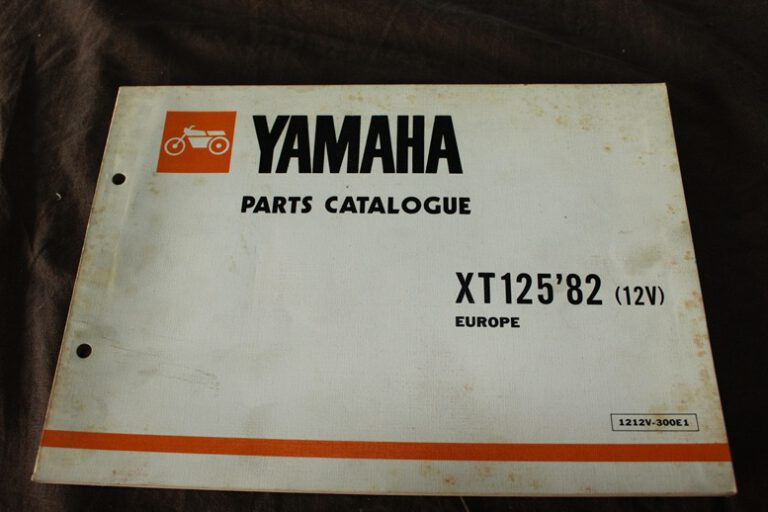 YAMAHA
PARTS CATALOGUE
XT125'82 (12V)
EUROPE
1212V-300E1